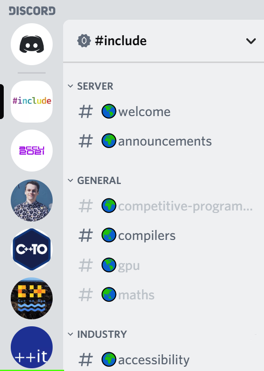 DISCORD
#include
SERVER
# welcome
# announcements
GENERAL
# competitive-program...
# compilers
# gpu
# maths
INDUSTRY
# accessibility
#include
C++TO
++it